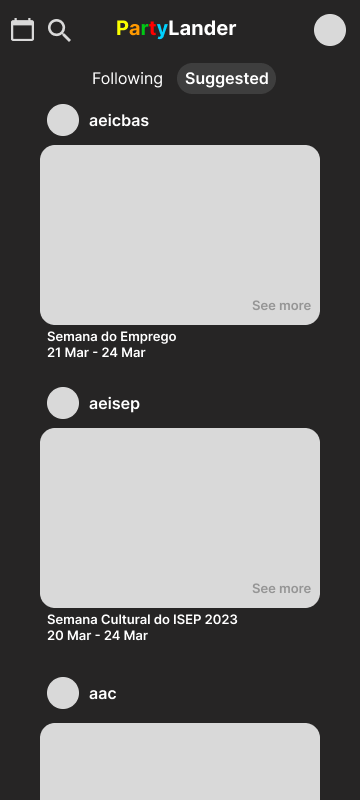 PartyLander
Following
Suggested
aeicbas
See more
Semana do Emprego
21 Mar - 24 Mar
aeisep
See more
Semana Cultural do ISEP 2023
20 Mar - 24 Mar
aac